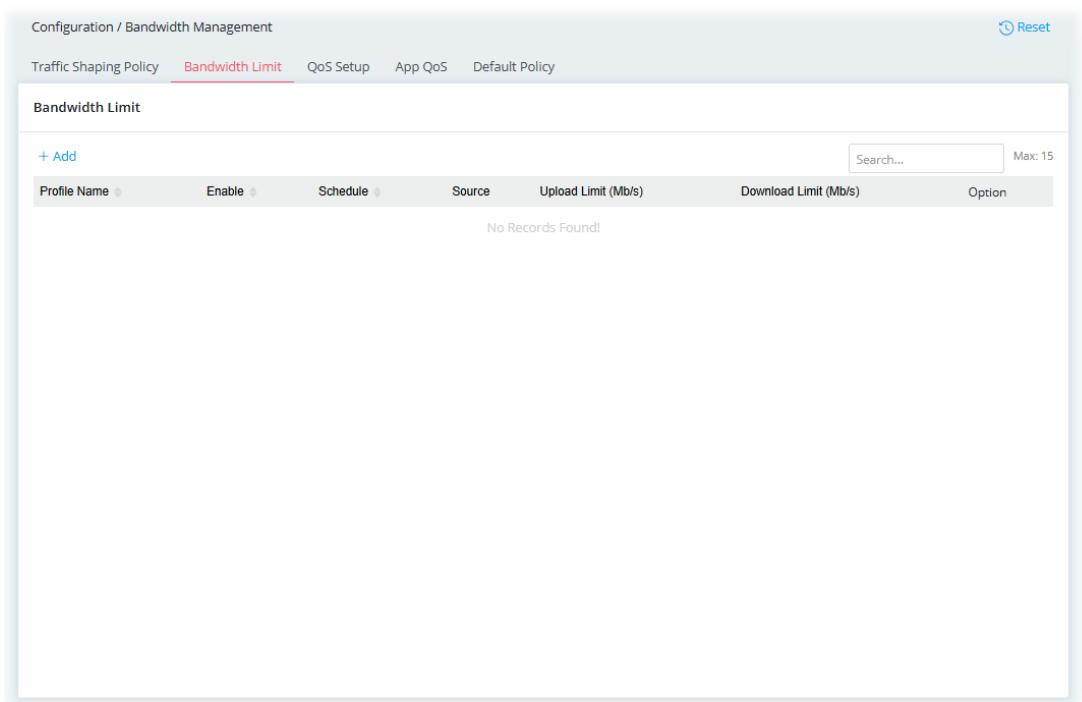 Configuration / Bandwidth Management Reset
Traffic Shaping Policy Bandwidth Limit QoS Setup App QoS Default Policy
Bandwidth Limit
+ Add Search... Max: 15
Profile Name Enable Schedule Source Upload Limit (Mb/s) Download Limit (Mb/s) Option
No Records Found!